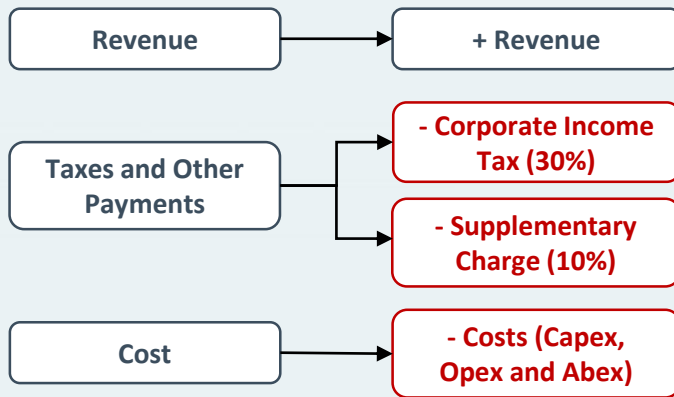 Revenue
+ Revenue
Taxes and Other
Payments
- Corporate Income
Tax (30%)
- Supplementary
Charge (10%)
Cost
- Costs (Capex,
Opex and Abex)